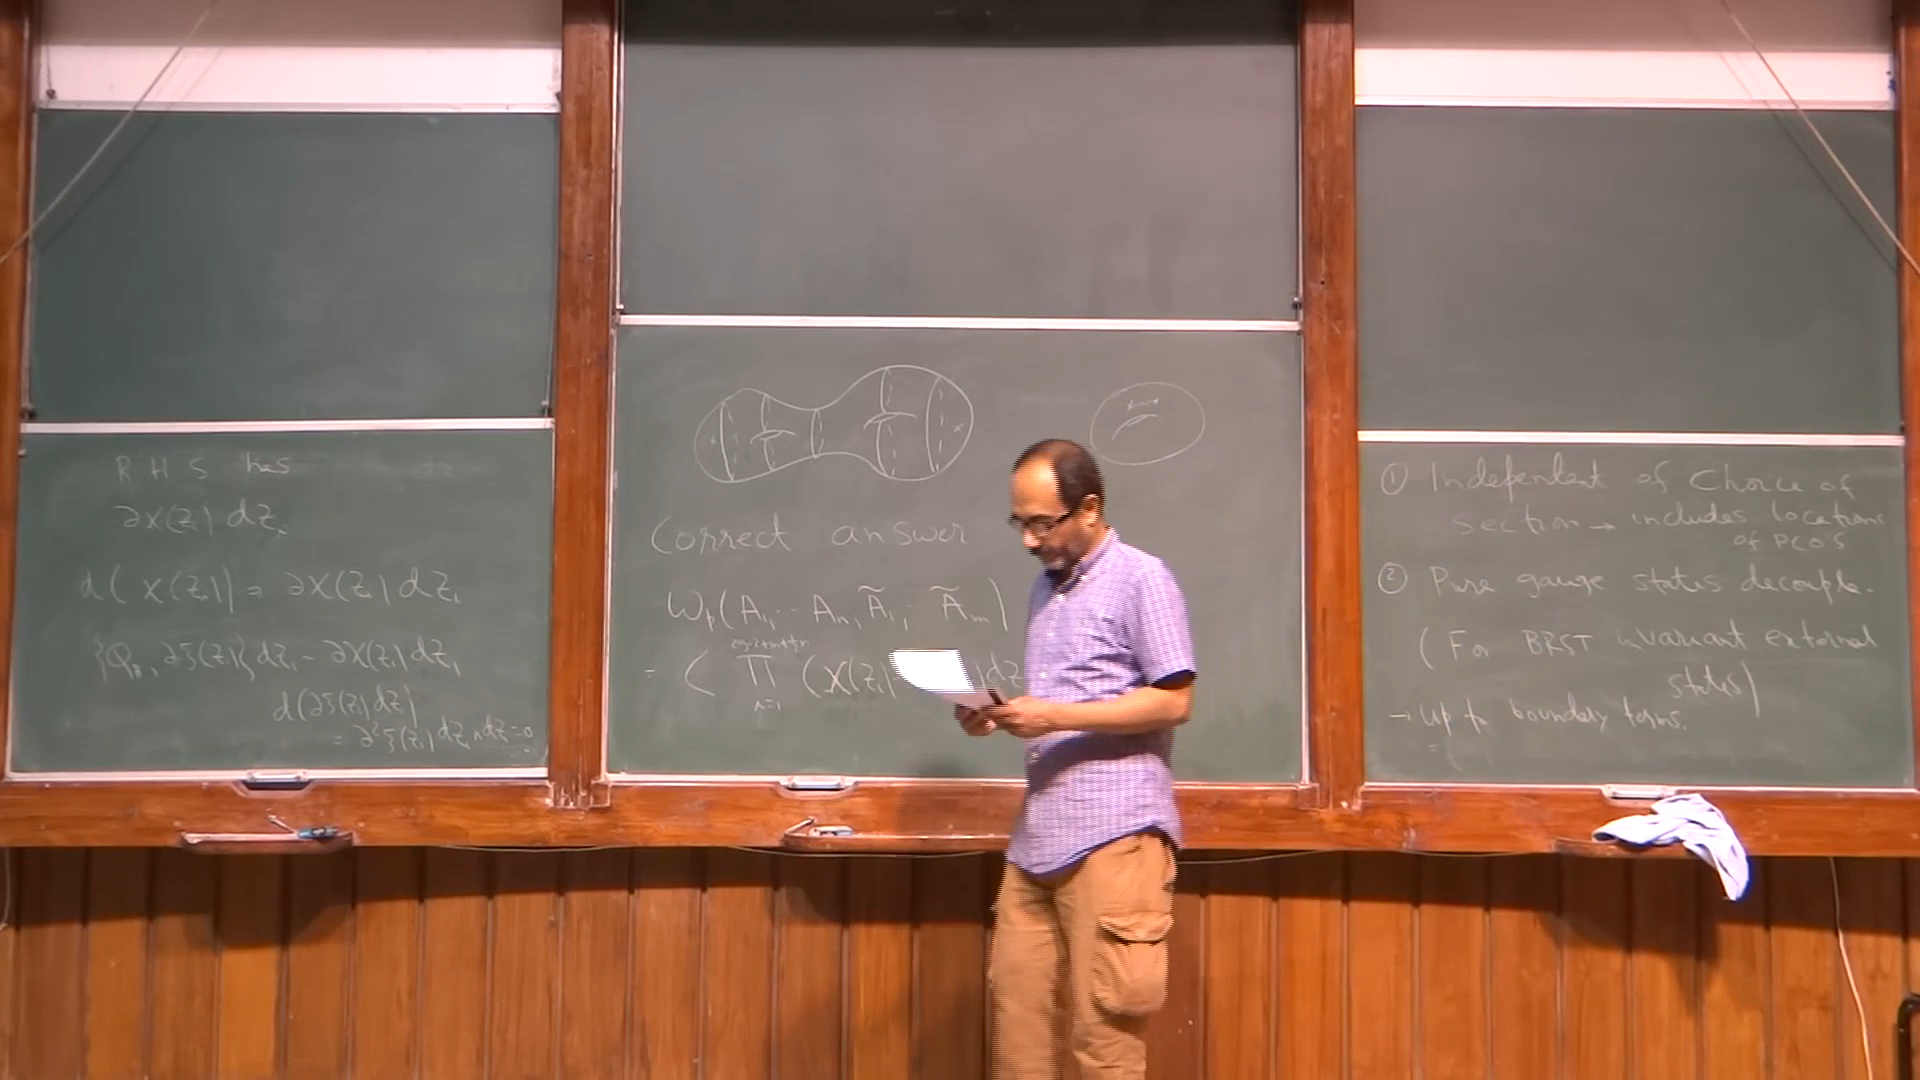 R H S has
∂X(z_i) dz_i
d(X(z_i)) = ∂X(z_i) dz_i
{Q_B, ∂ξ(z_i)} dz_i - ∂X(z_i) dz_i
d(∂ξ(z_i) dz_i)
= ∂²ξ(z_i) dz_i ∧ dz_i = 0
Correct answer
ω_p(A_1, -- A_n, Ã_1, -- Ã_m)
= < ∏_{i=1} (X(z_i) dz
① Independent of choice of
section → includes locations
of PCO's
② Pure gauge states decouple.
(For BRST invariant external
states)
→ Up to boundary terms.